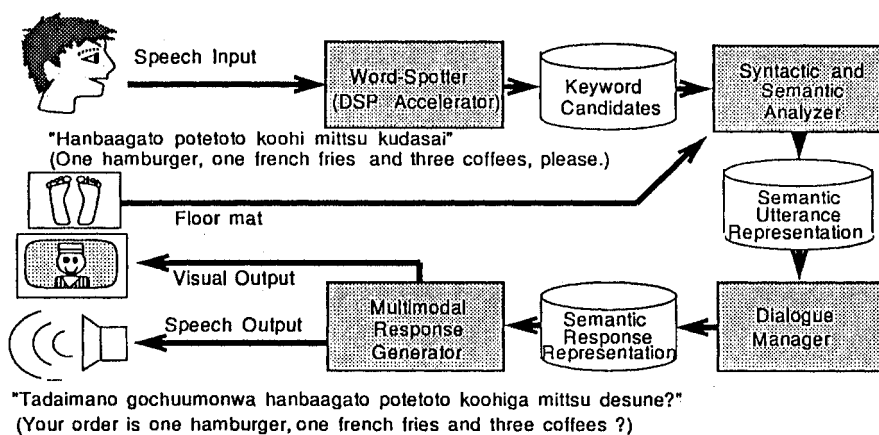 Speech Input
Word-Spotter
(DSP Accelerator)
Keyword
Candidates
Syntactic and
Semantic
Analyzer
"Hanbaagato potetoto koohi mittsu kudasai"
(One hamburger, one french fries and three coffees, please.)
Floor mat
Semantic
Utterance
Representation
Visual Output
Speech Output
Multimodal
Response
Generator
Semantic
Response
Representation
Dialogue
Manager
"Tadaimano gochuumonwa hanbaagato potetoto koohiga mittsu desune?"
(Your order is one hamburger, one french fries and three coffees ?)